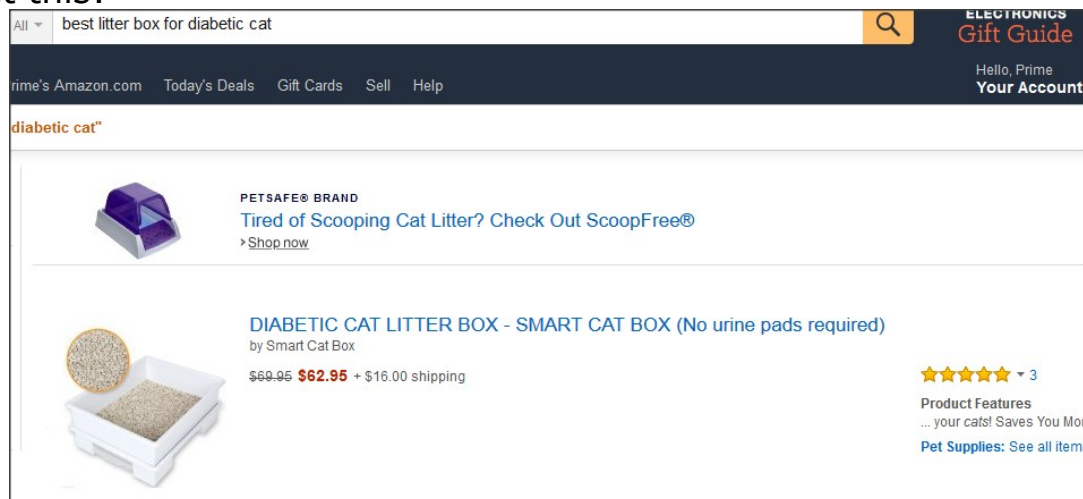 All best litter box for diabetic cat
ELECTRONICS
Gift Guide
rime's Amazon.com Today's Deals Gift Cards Sell Help
Hello, Prime
Your Account
diabetic cat"
PETSAFE® BRAND
Tired of Scooping Cat Litter? Check Out ScoopFree®
› Shop now
DIABETIC CAT LITTER BOX - SMART CAT BOX (No urine pads required)
by Smart Cat Box
$69.95 $62.95 + $16.00 shipping
3
Product Features
... your cats! Saves You Mo
Pet Supplies: See all item